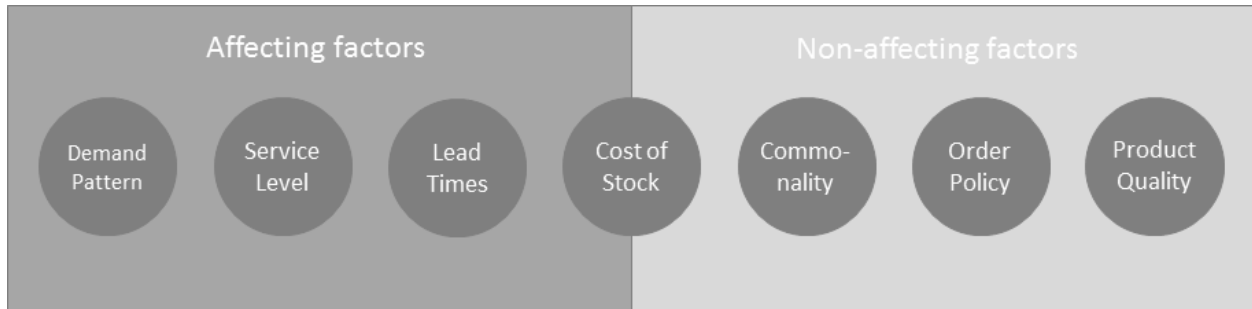 Affecting factors
Non-affecting factors
Demand
Pattern
Service
Level
Lead
Times
Cost of
Stock
Commo-
nality
Order
Policy
Product
Quality